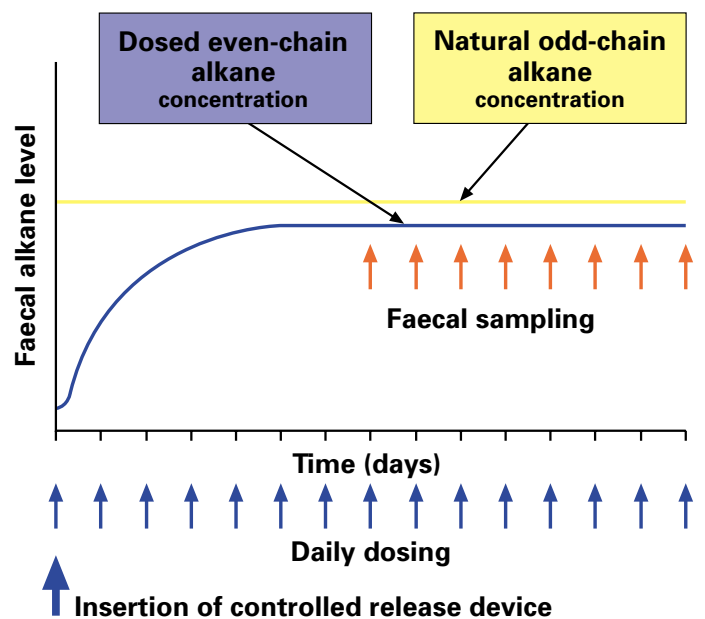 Dosed even-chain
alkane
concentration
Natural odd-chain
alkane
concentration
Faecal alkane level
Faecal sampling
Time (days)
Daily dosing
Insertion of controlled release device